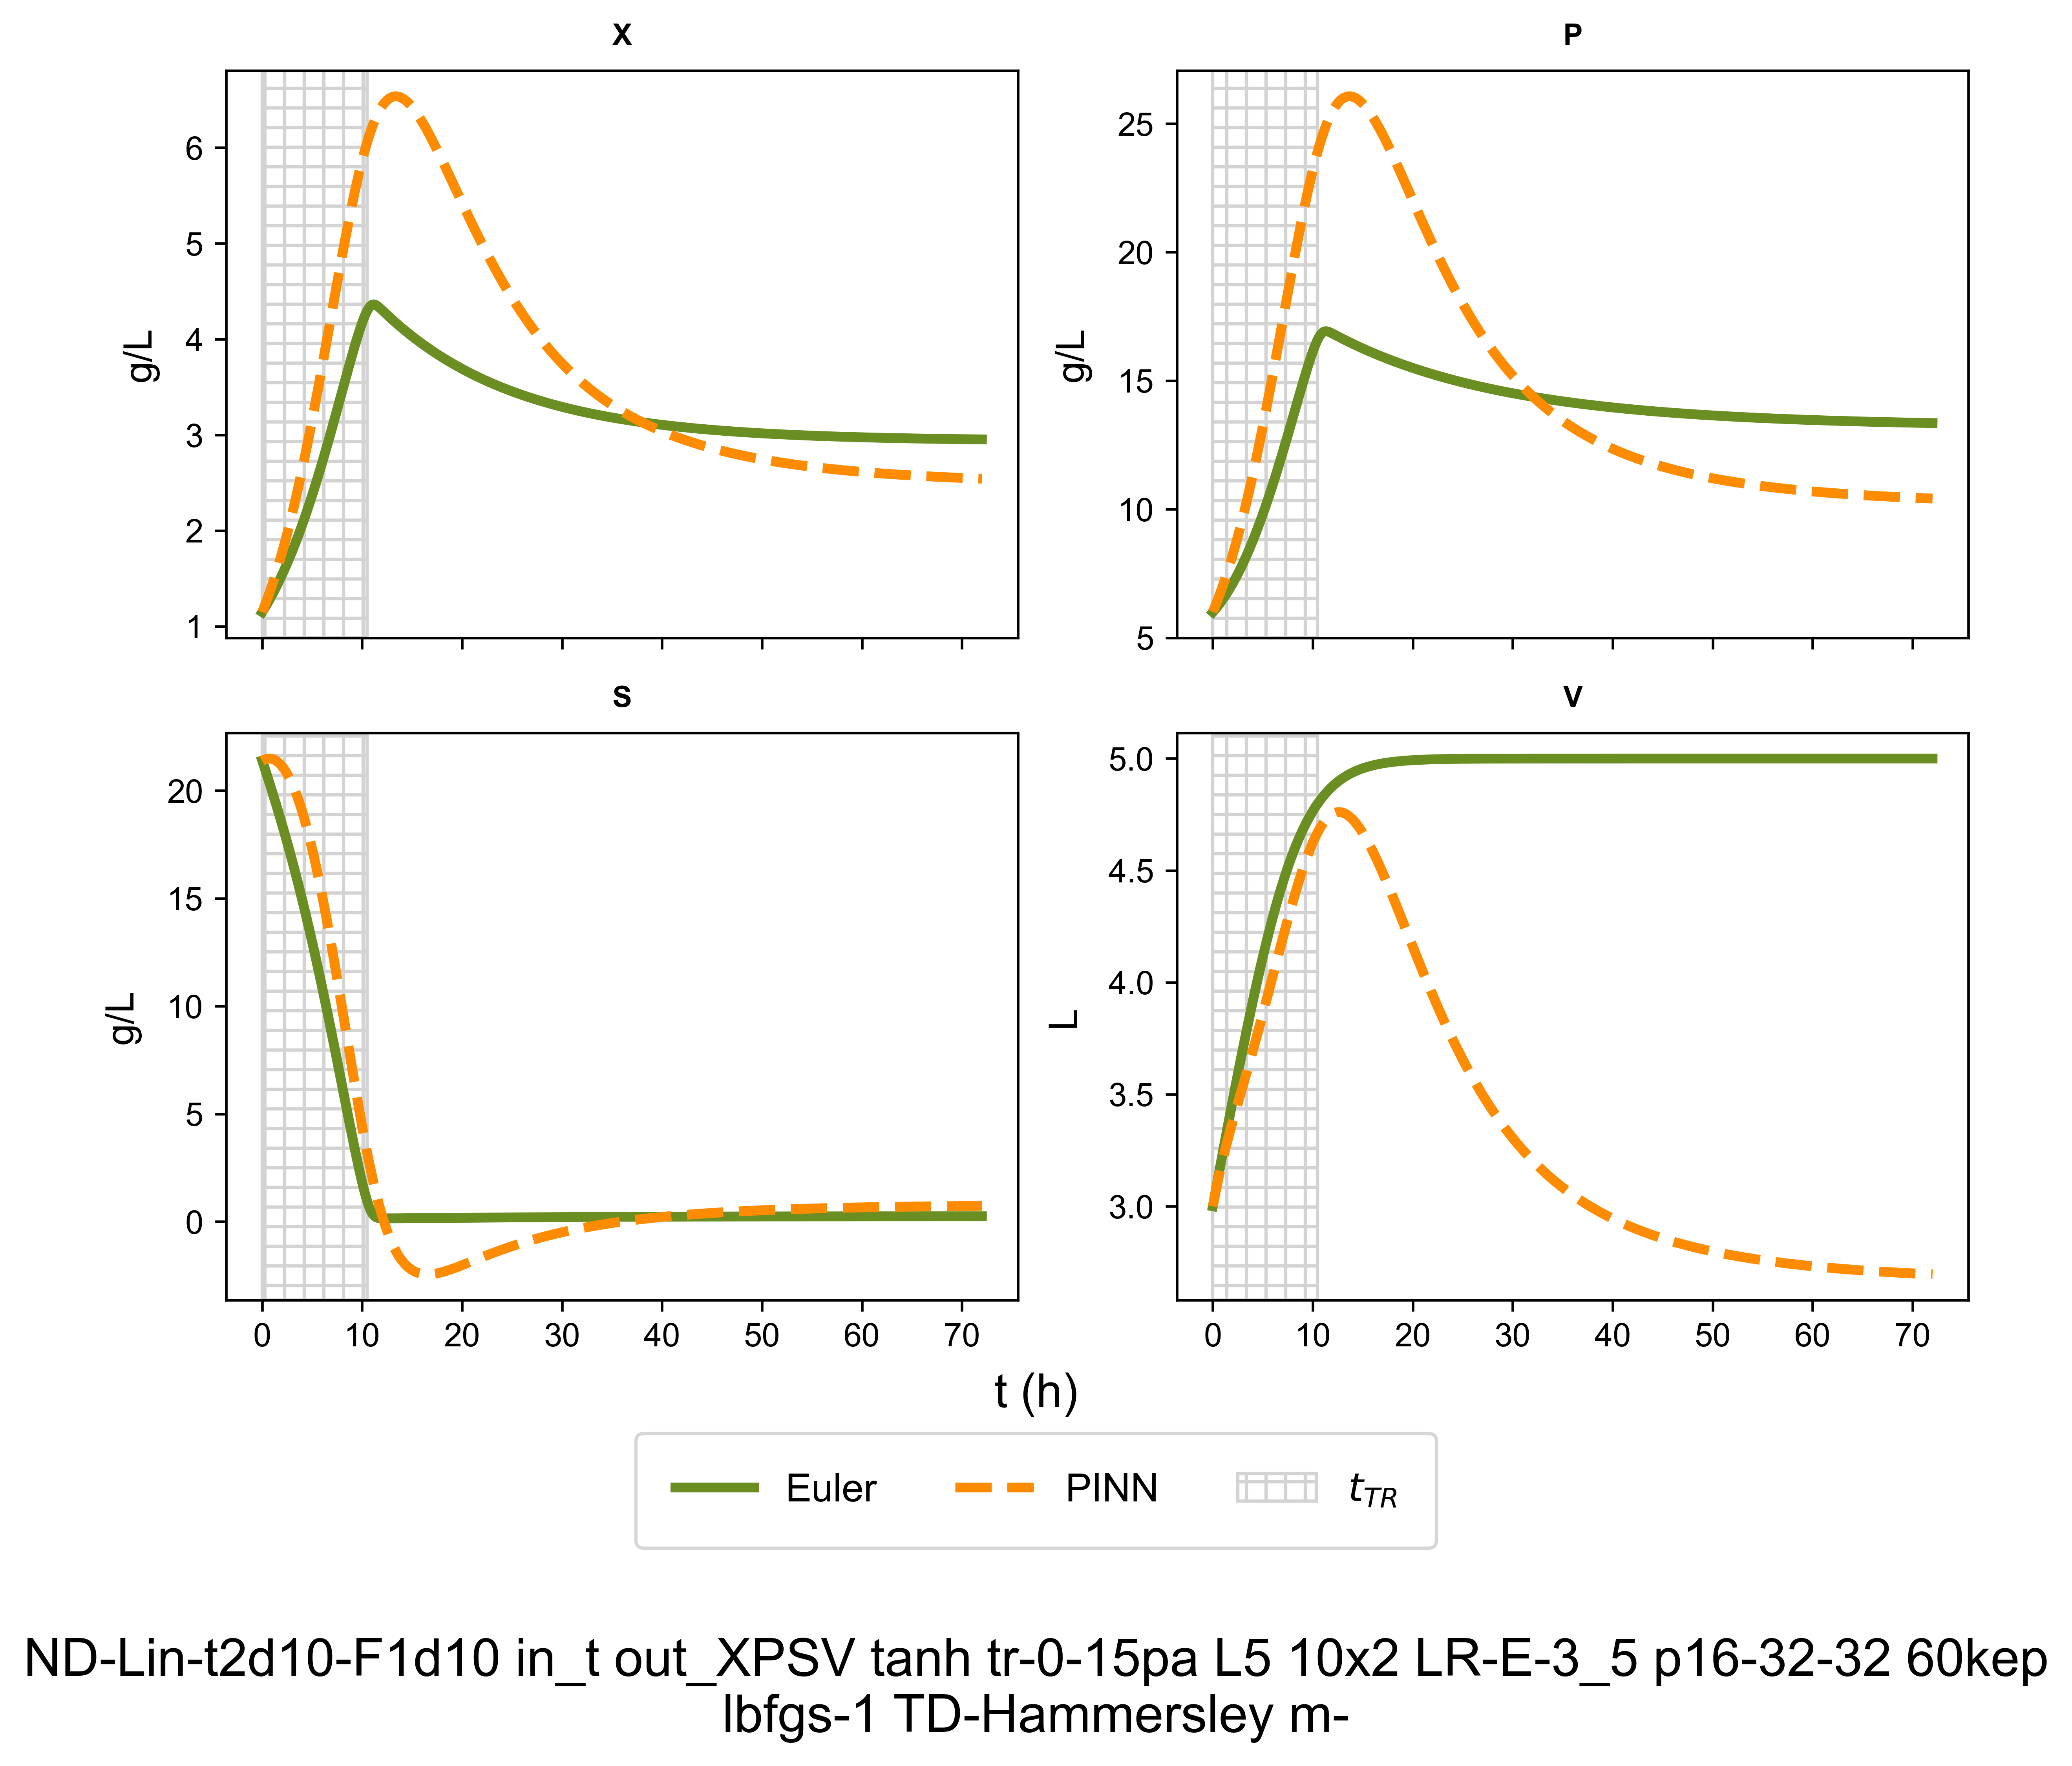 X
P
6
5
4
3
2
1
g/L
25
20
15
10
5
g/L
S
V
20
15
10
5
0
g/L
5.0
4.5
4.0
3.5
3.0
L
0 10 20 30 40 50 60 70
0 10 20 30 40 50 60 70
t (h)
Euler PINN t_TR
ND-Lin-t2d10-F1d10 in_t out_XPSV tanh tr-0-15pa L5 10x2 LR-E-3_5 p16-32-32 60kep
lbfgs-1 TD-Hammersley m-